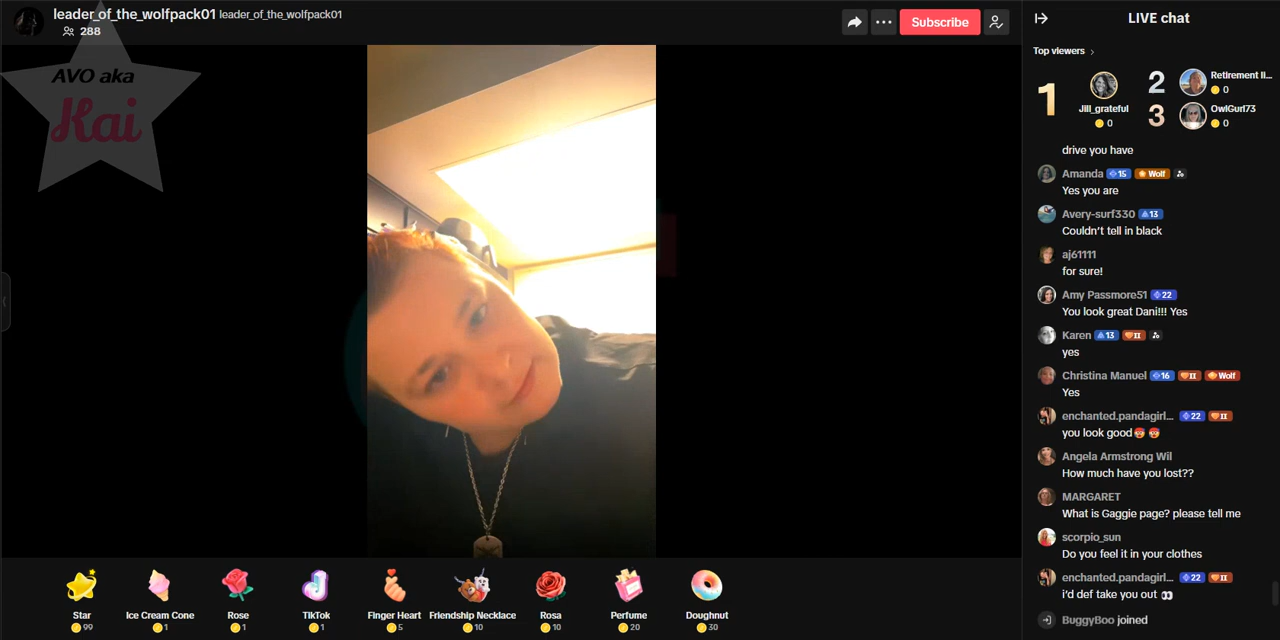 leader_of_the_wolfpack01 leader_of_the_wolfpack01
288
Subscribe
AVO aka
Kai
LIVE chat
Top viewers >
1
Jill_grateful
0
2
Retirement li...
0
3
OwlGurl73
0
drive you have
Amanda 15 Wolf
Yes you are
Avery-surf330 13
Couldn't tell in black
aj61111
for sure!
Amy Passmore51 22
You look great Dani!!! Yes
Karen 13 II
yes
Christina Manuel 16 II Wolf
Yes
enchanted.pandagirl... 22 II
you look good
Angela Armstrong Wil
How much have you lost??
MARGARET
What is Gaggie page? please tell me
scorpio_sun
Do you feel it in your clothes
enchanted.pandagirl... 22 II
i'd def take you out 👀
BuggyBoo joined
Star
99
Ice Cream Cone
1
Rose
1
TikTok
1
Finger Heart
5
Friendship Necklace
10
Rosa
10
Perfume
20
Doughnut
30